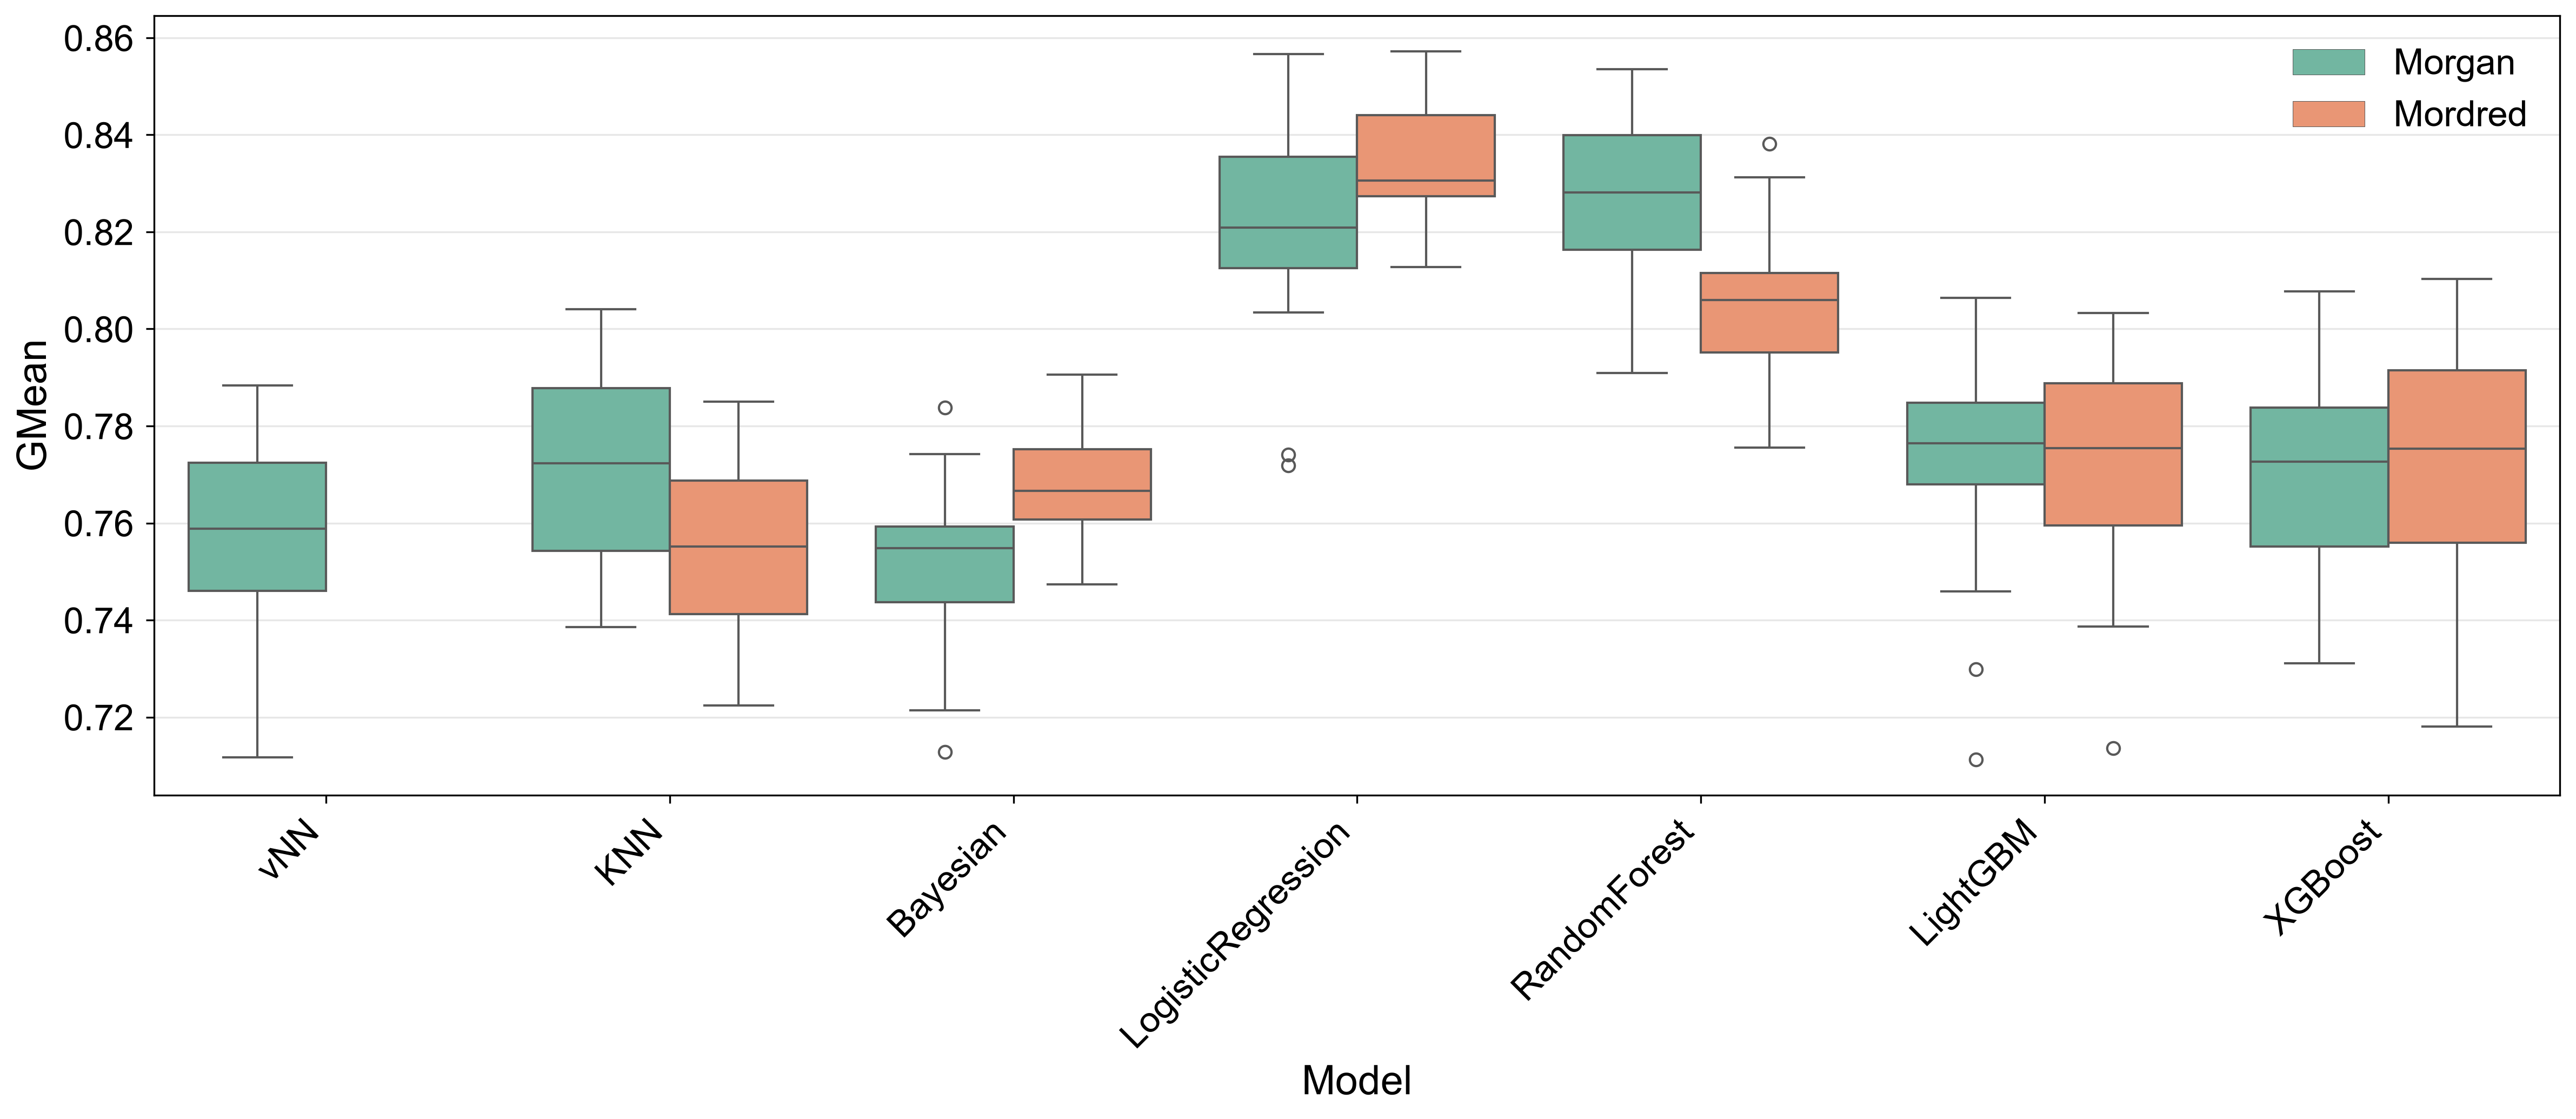 0.86
0.84
0.82
0.80
0.78
0.76
0.74
0.72
GMean
Morgan
Mordred
vNN
KNN
Bayesian
LogisticRegression
RandomForest
LightGBM
XGBoost
Model